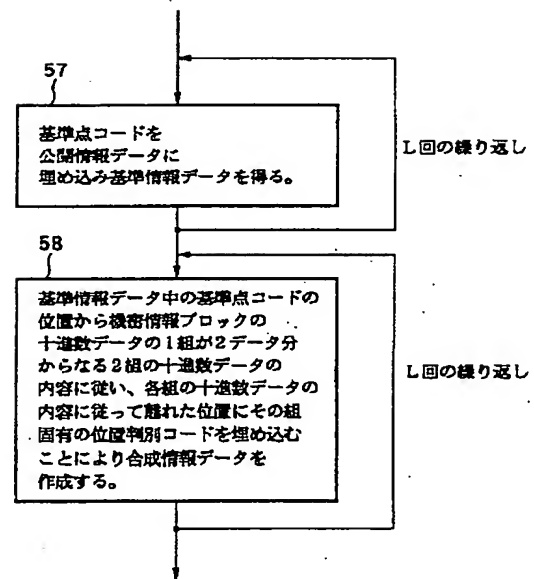 57
基準点コードを
公開情報データに
埋め込み基準情報データを得る。
L回の繰り返し
58
基準情報データ中の基準点コードの
位置から機密情報ブロックの
十進数データの1組が2データ分
からなる2組の十進数データの
内容に従い、各組の十進数データの
内容に従って離れた位置にその組
固有の位置判別コードを埋め込む
ことにより合成情報データを
作成する。
L回の繰り返し